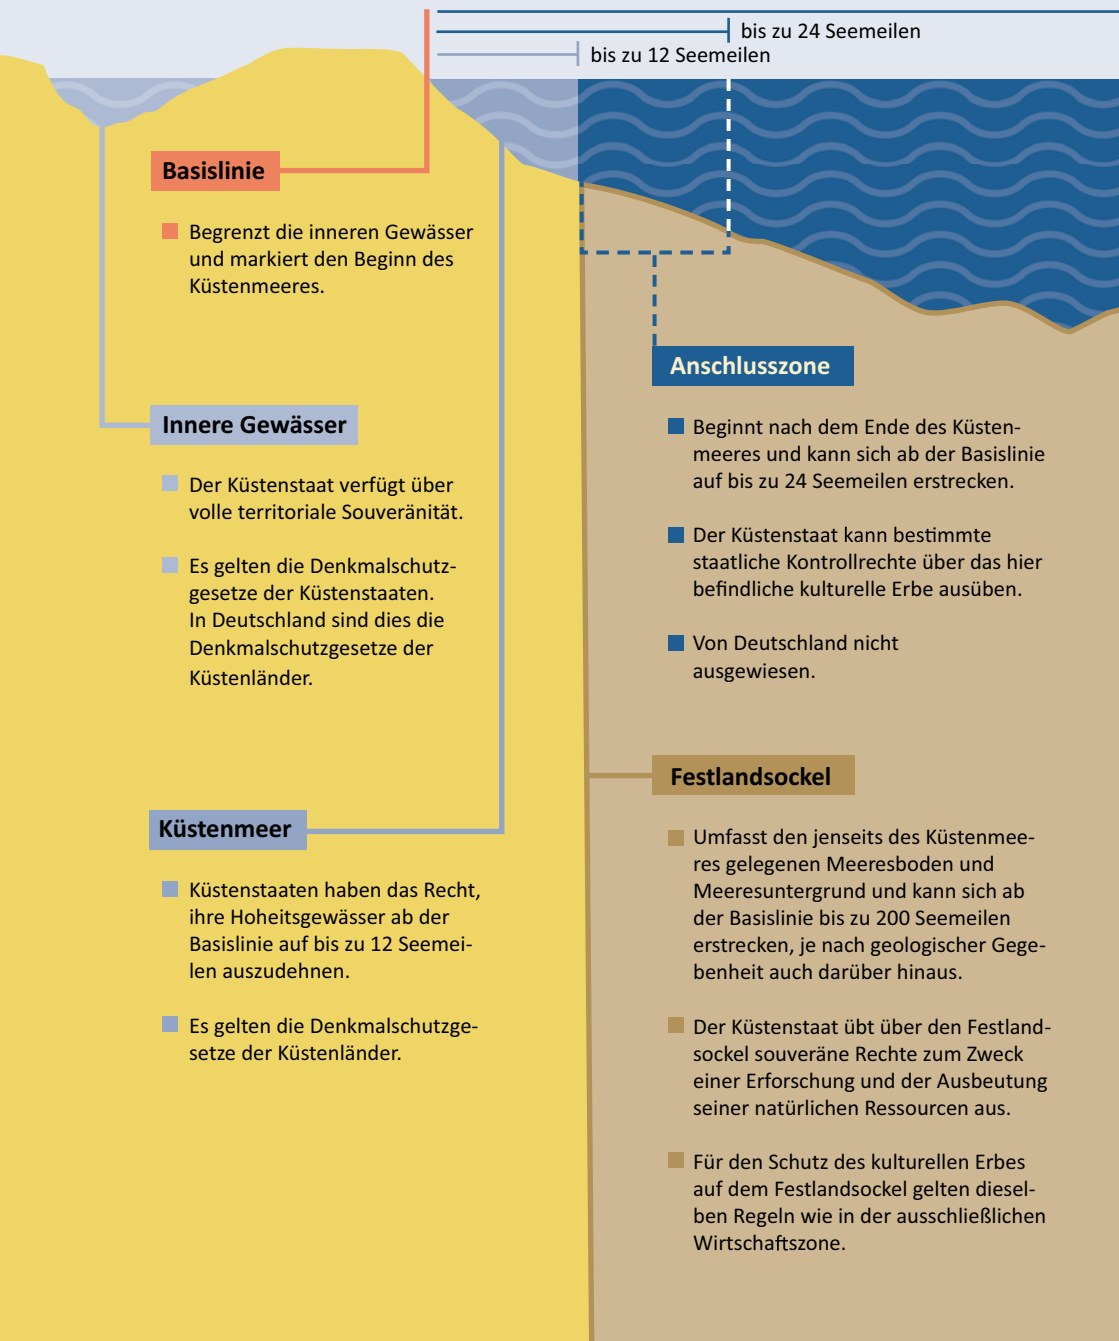 bis zu 24 Seemeilen
bis zu 12 Seemeilen
Basislinie
Begrenzt die inneren Gewässer
und markiert den Beginn des
Küstenmeeres.
Innere Gewässer
Der Küstenstaat verfügt über
volle territoriale Souveränität.
Es gelten die Denkmalschutz-
gesetze der Küstenstaaten.
In Deutschland sind dies die
Denkmalschutzgesetze der
Küstenländer.
Küstenmeer
Küstenstaaten haben das Recht,
ihre Hoheitsgewässer ab der
Basislinie auf bis zu 12 Seemei-
len auszudehnen.
Es gelten die Denkmalschutzge-
setze der Küstenländer.
Anschlusszone
Beginnt nach dem Ende des Küsten-
meeres und kann sich ab der Basislinie
auf bis zu 24 Seemeilen erstrecken.
Der Küstenstaat kann bestimmte
staatliche Kontrollrechte über das hier
befindliche kulturelle Erbe ausüben.
Von Deutschland nicht
ausgewiesen.
Festlandsockel
Umfasst den jenseits des Küstenmee-
res gelegenen Meeresboden und
Meeresuntergrund und kann sich ab
der Basislinie bis zu 200 Seemeilen
erstrecken, je nach geologischer Gege-
benheit auch darüber hinaus.
Der Küstenstaat übt über den Festland-
sockel souveräne Rechte zum Zweck
einer Erforschung und der Ausbeutung
seiner natürlichen Ressourcen aus.
Für den Schutz des kulturellen Erbes
auf dem Festlandsockel gelten diesel-
ben Regeln wie in der ausschließlichen
Wirtschaftszone.